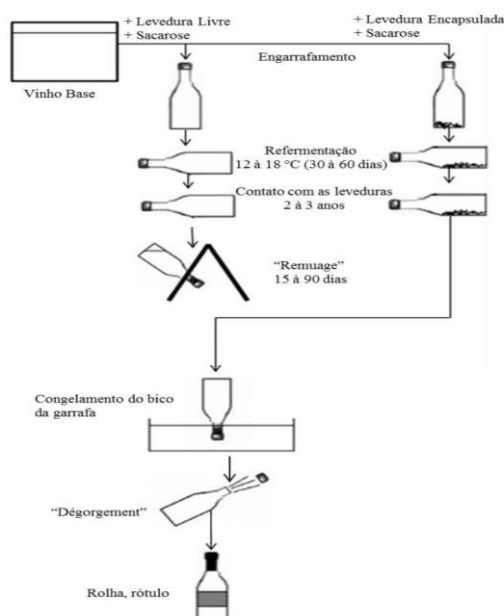 + Levedura Livre
+ Sacarose
+ Levedura Encapsulada
+ Sacarose
Engarrafamento
Vinho Base
Refermentação
12 à 18 °C (30 à 60 dias)
Contato com as leveduras
2 à 3 anos
“Remuage”
15 à 90 dias
Congelamento do bico
da garrafa
“Dégorgement”
Rolha, rótulo